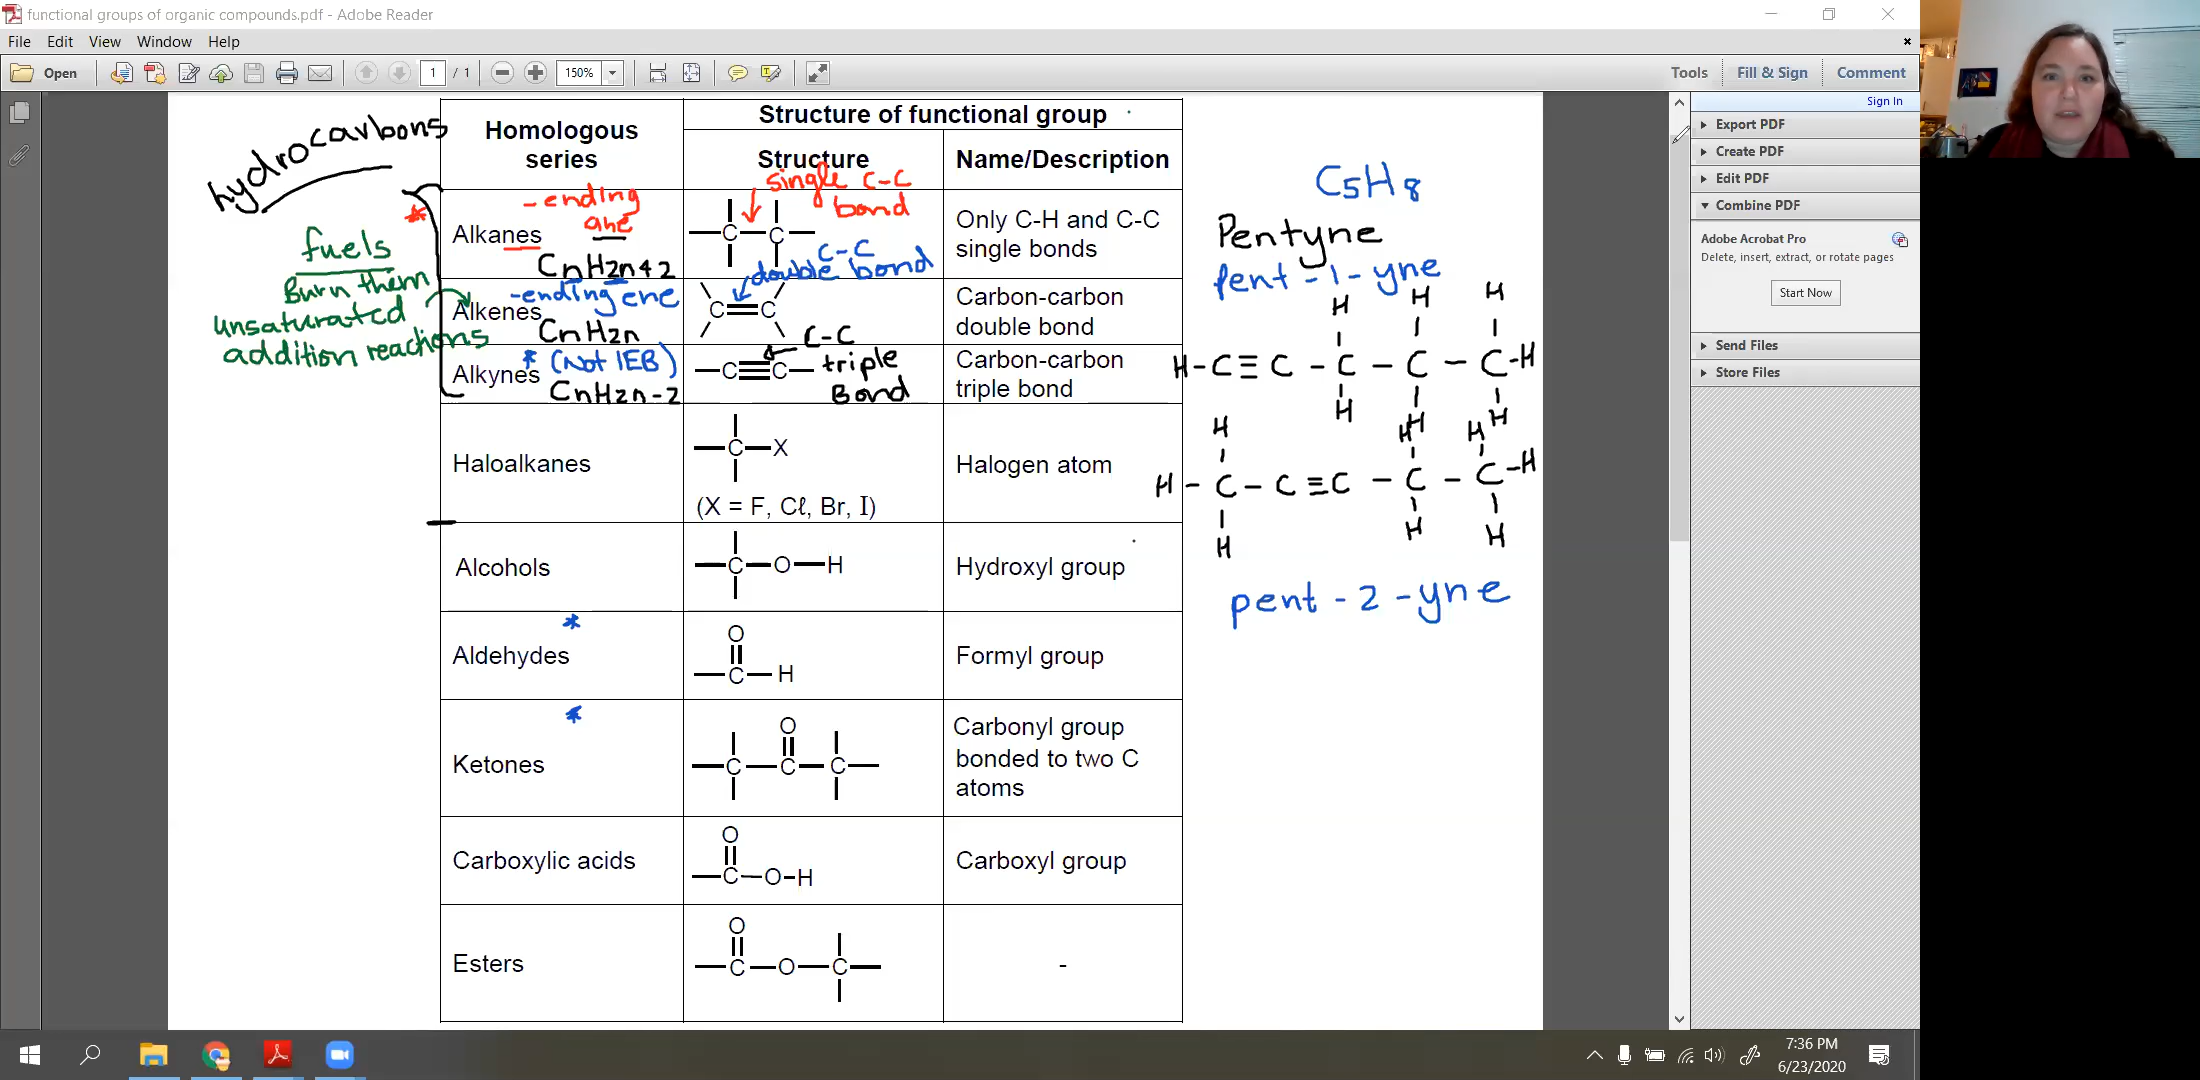 functional groups of organic compounds.pdf - Adobe Reader
File Edit View Window Help
Open 1 / 1 150% Tools Fill & Sign Comment
Sign In
Export PDF
Create PDF
Edit PDF
Combine PDF
Adobe Acrobat Pro
Delete, insert, extract, or rotate pages
Start Now
Send Files
Store Files
hydrocarbons
fuels
Burn them
unsaturated
addition reactions
Homologous
series
Structure of functional group
Structure
Name/Description
Alkanes
-ending
ane
CnH2n+2
single C-C
bond
C C
Only C-H and C-C
single bonds
Alkenes
-ending ene
CnH2n
C-C
double bond
C C
Carbon-carbon
double bond
Alkynes
* (Not IEB)
CnH2n-2
C≡C
C-C
triple
Bond
Carbon-carbon
triple bond
Haloalkanes
C X
(X = F, Cℓ, Br, I)
Halogen atom
Alcohols
C O H
Hydroxyl group
*
Aldehydes
O
C H
Formyl group
*
Ketones
O
C C C
Carbonyl group
bonded to two C
atoms
Carboxylic acids
O
C O-H
Carboxyl group
Esters
O
C O C
-
C5H8
Pentyne
pent-1-yne
H H H
H-C≡C-C-C-C-H
H H H
H H H
H-C-C≡C-C-C-H
H H H
pent-2-yne
7:36 PM
6/23/2020